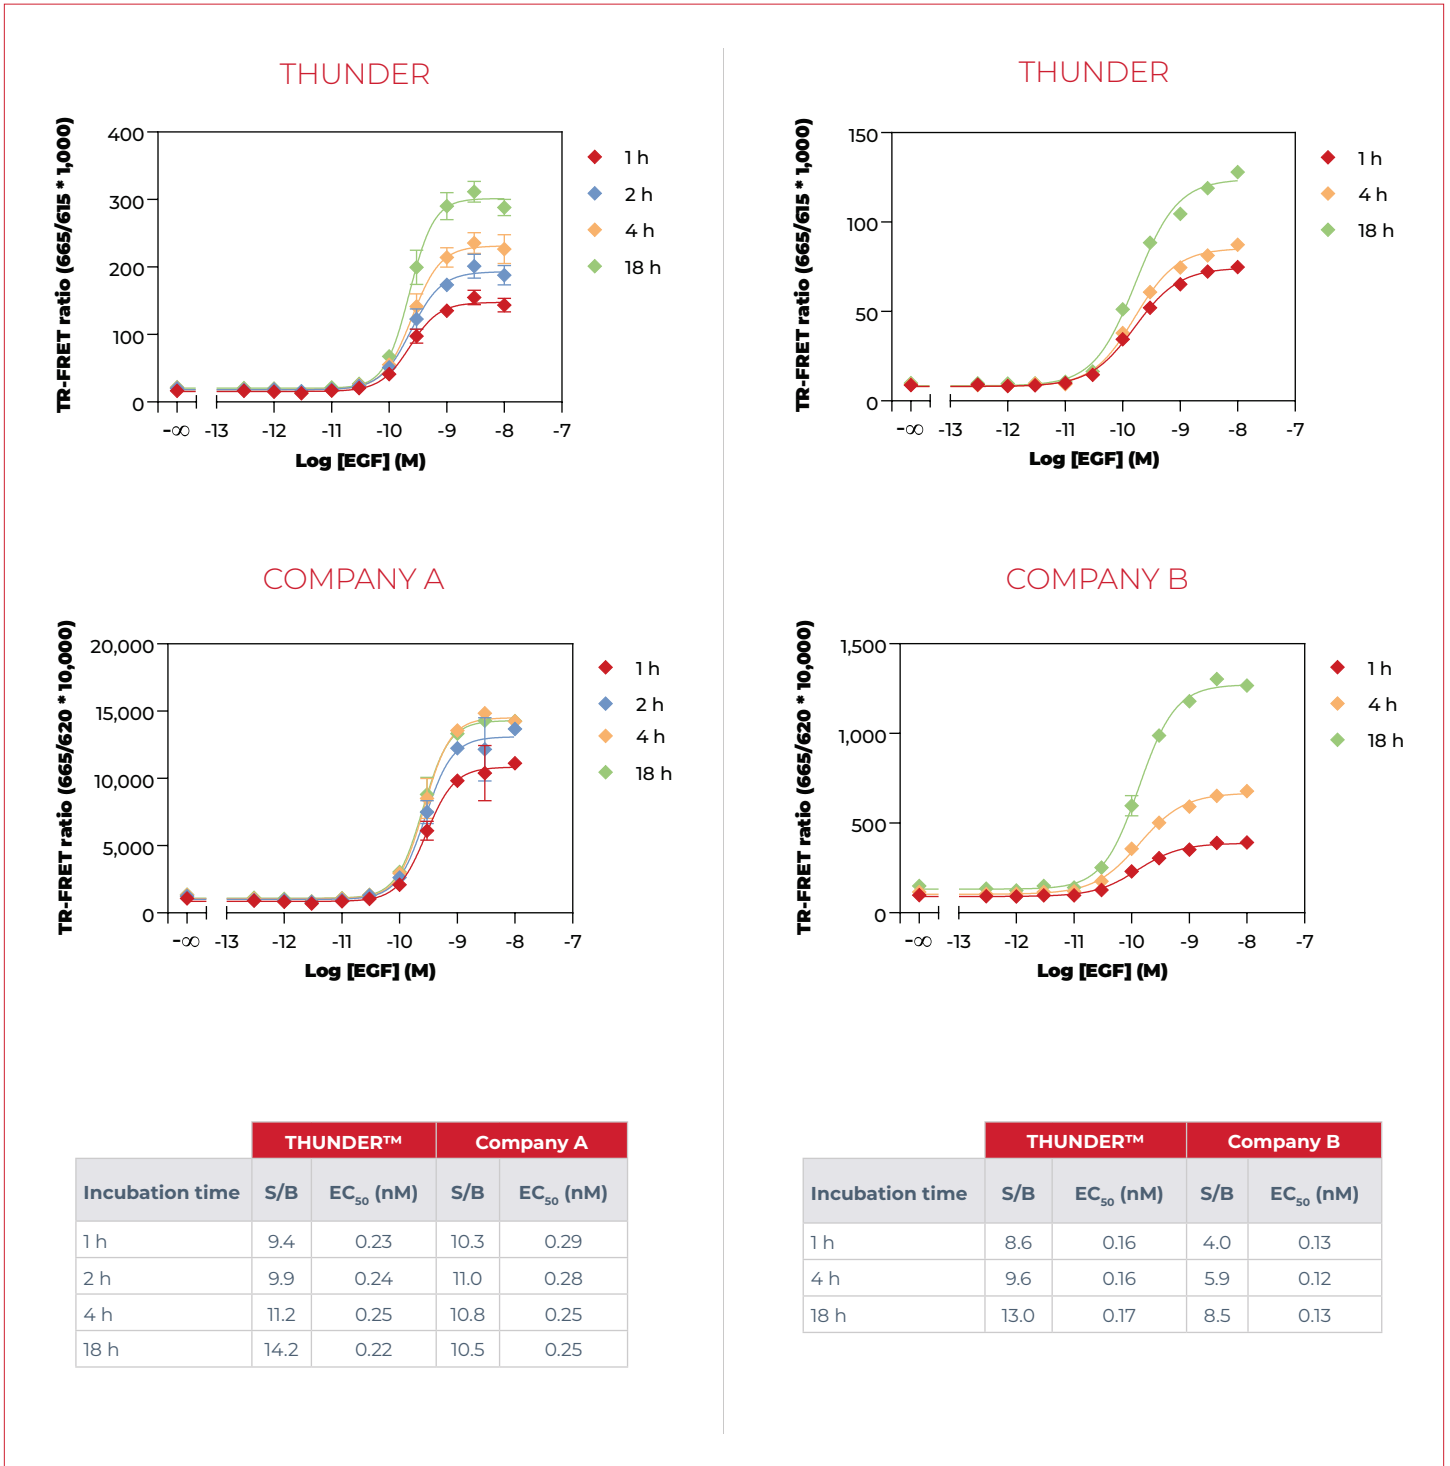 THUNDER
TR-FRET ratio (665/615 * 1,000)
400
300
200
100
0
-∞ -13 -12 -11 -10 -9 -8 -7
Log [EGF] (M)
1 h
2 h
4 h
18 h
THUNDER
TR-FRET ratio (665/615 * 1,000)
150
100
50
0
-∞ -13 -12 -11 -10 -9 -8 -7
Log [EGF] (M)
1 h
4 h
18 h
COMPANY A
TR-FRET ratio (665/620 * 10,000)
20,000
15,000
10,000
5,000
0
-∞ -13 -12 -11 -10 -9 -8 -7
Log [EGF] (M)
1 h
2 h
4 h
18 h
COMPANY B
TR-FRET ratio (665/620 * 10,000)
1,500
1,000
500
0
-∞ -13 -12 -11 -10 -9 -8 -7
Log [EGF] (M)
1 h
4 h
18 h
THUNDER™ Company A
Incubation time S/B EC₅₀ (nM) S/B EC₅₀ (nM)
1 h 9.4 0.23 10.3 0.29
2 h 9.9 0.24 11.0 0.28
4 h 11.2 0.25 10.8 0.25
18 h 14.2 0.22 10.5 0.25
THUNDER™ Company B
Incubation time S/B EC₅₀ (nM) S/B EC₅₀ (nM)
1 h 8.6 0.16 4.0 0.13
4 h 9.6 0.16 5.9 0.12
18 h 13.0 0.17 8.5 0.13